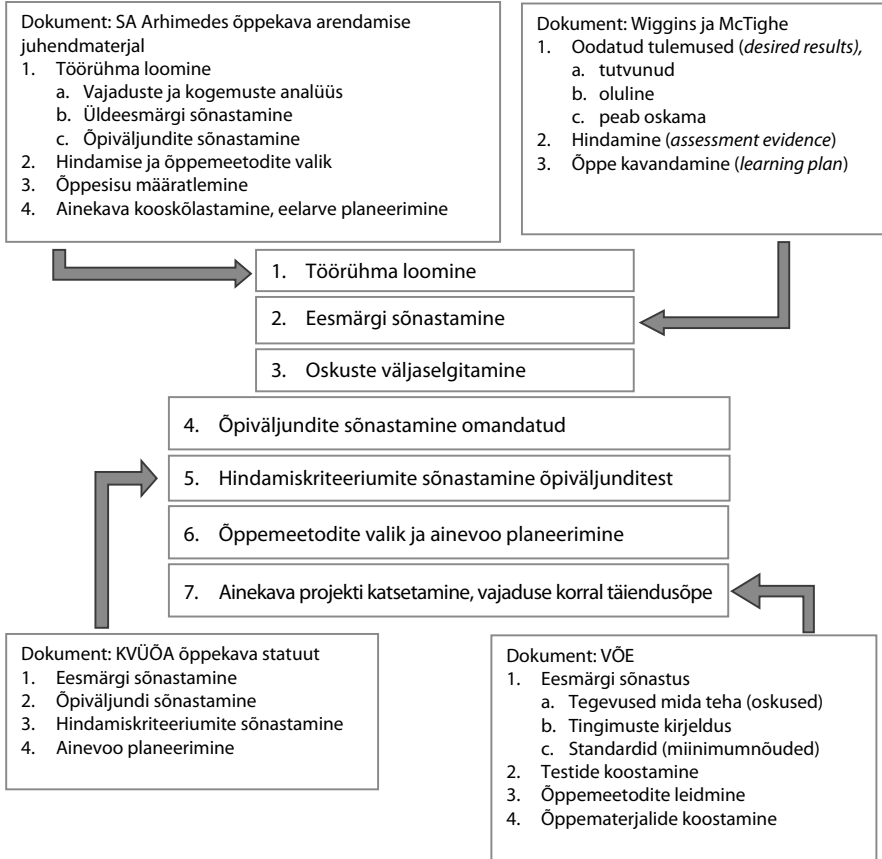 Dokument: SA Arhimedes õppekava arendamise
juhendmaterjal
1. Töörühma loomine
a. Vajaduste ja kogemuste analüüs
b. Üldeesmärgi sõnastamine
c. Õpiväljundite sõnastamine
2. Hindamise ja õppemeetodite valik
3. Õppesisu määratlemine
4. Ainekava kooskõlastamine, eelarve planeerimine
Dokument: Wiggins ja McTighe
1. Oodatud tulemused (desired results),
a. tutvunud
b. oluline
c. peab oskama
2. Hindamine (assessment evidence)
3. Õppe kavandamine (learning plan)
1. Töörühma loomine
2. Eesmärgi sõnastamine
3. Oskuste väljaselgitamine
4. Õpiväljundite sõnastamine omandatud
5. Hindamiskriteeriumite sõnastamine õpiväljunditest
6. Õppemeetodite valik ja ainevoo planeerimine
7. Ainekava projekti katsetamine, vajaduse korral täiendusõpe
Dokument: KVÜÕA õppekava statuut
1. Eesmärgi sõnastamine
2. Õpiväljundi sõnastamine
3. Hindamiskriteeriumite sõnastamine
4. Ainevoo planeerimine
Dokument: VÕE
1. Eesmärgi sõnastus
a. Tegevused mida teha (oskused)
b. Tingimuste kirjeldus
c. Standardid (miinimumnõuded)
2. Testide koostamine
3. Õppemeetodite leidmine
4. Õppematerjalide koostamine